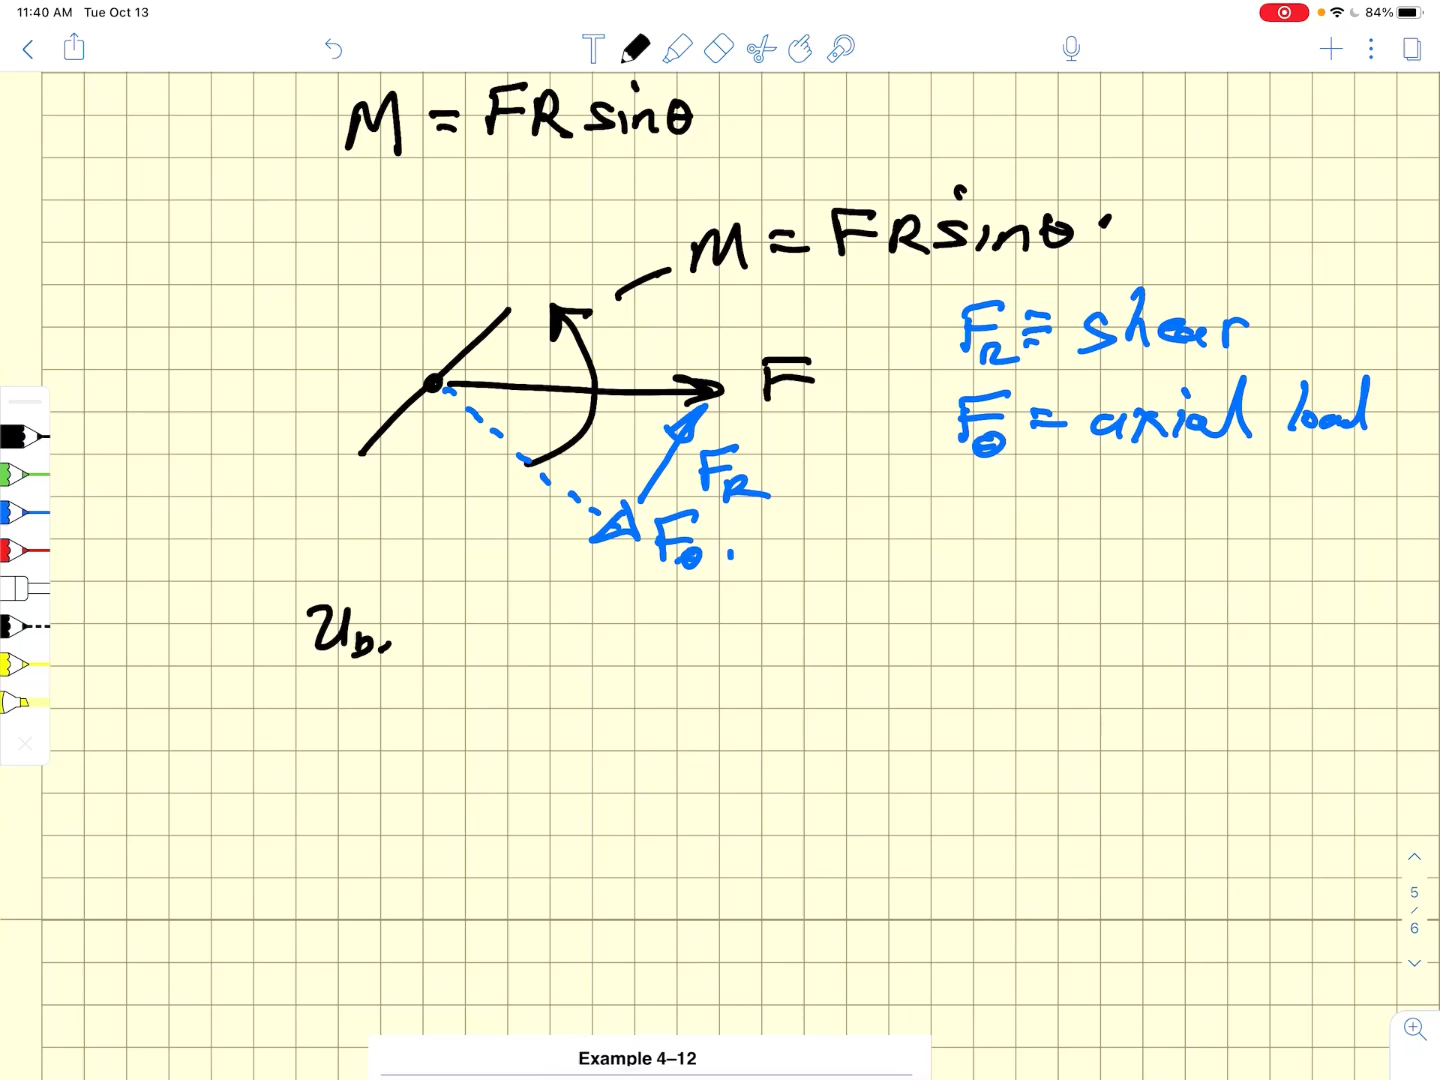 11:40 AM Tue Oct 13
84%
T
M = FR sinθ
M = FR sinθ
F_R ≡ shear
F
F_θ = axial load
F_R
F_θ
U_b
5
/
6
Example 4–12